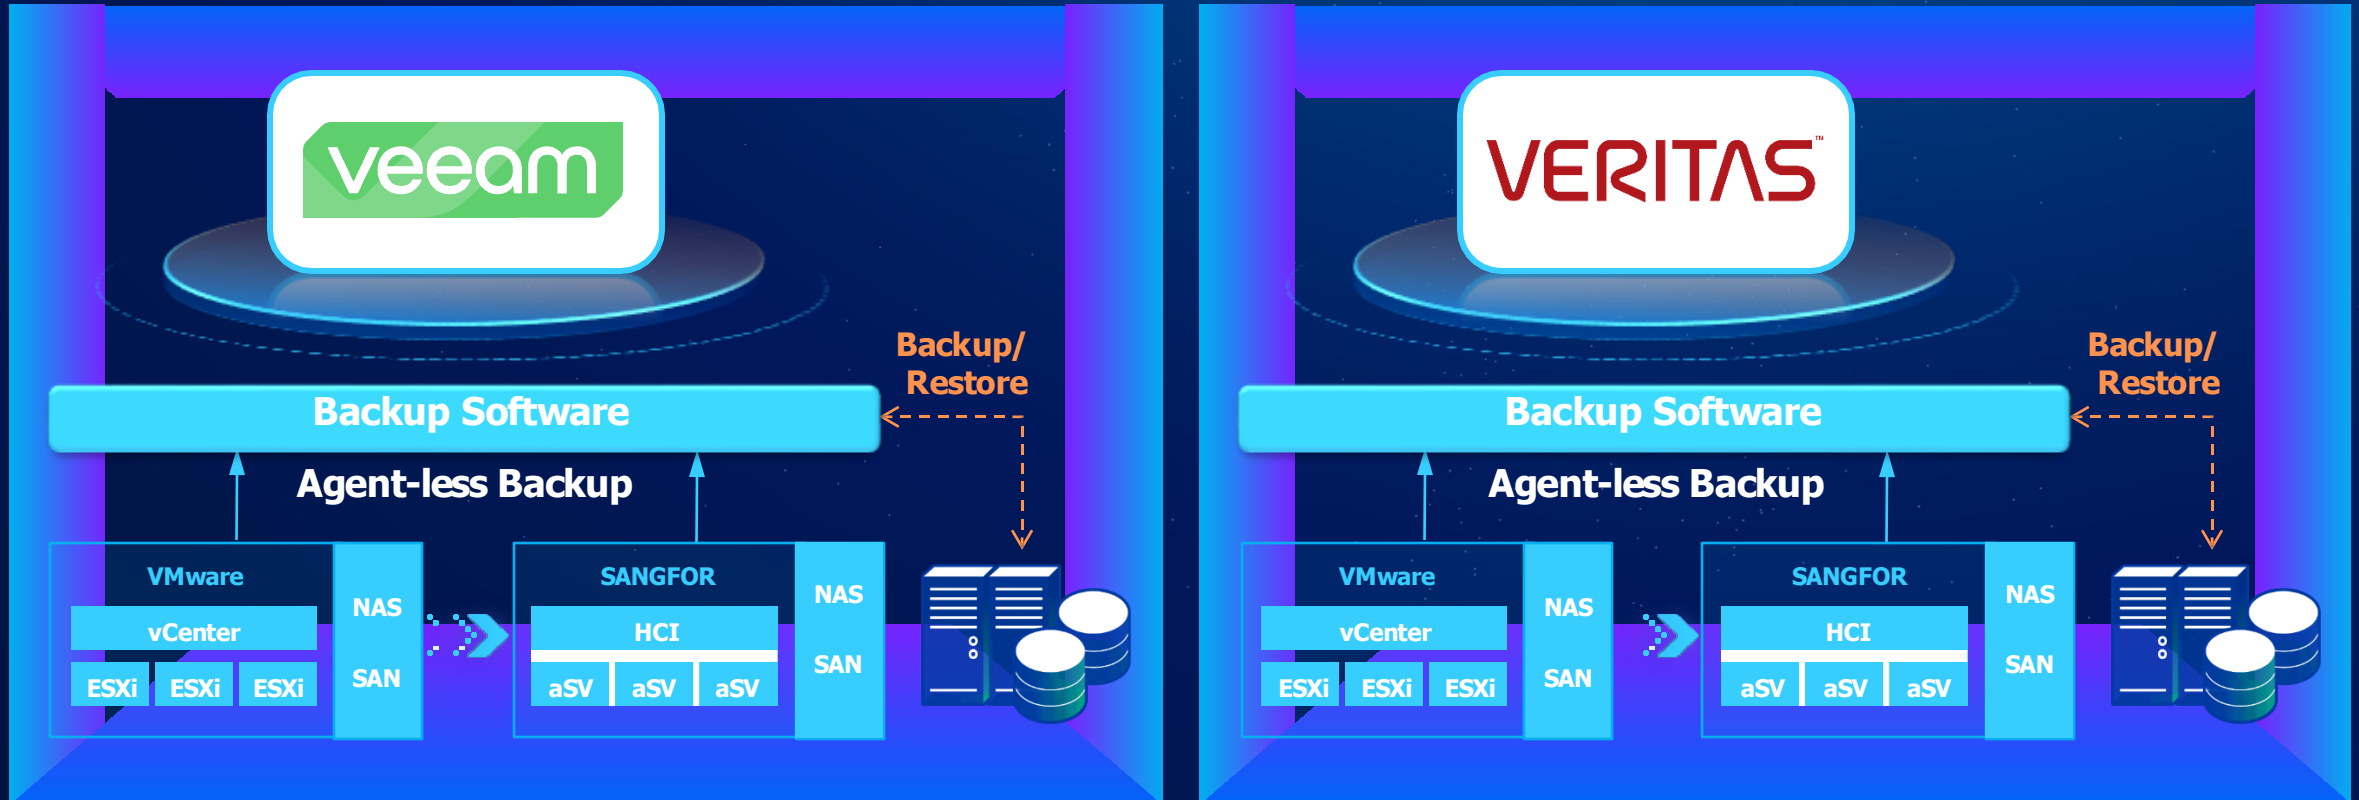 veeam
Backup/
Restore
Backup Software
Agent-less Backup
VMware
vCenter
ESXi ESXi ESXi
NAS
SAN
SANGFOR
HCI
aSV aSV aSV
NAS
SAN
VERITAS™
Backup/
Restore
Backup Software
Agent-less Backup
VMware
vCenter
ESXi ESXi ESXi
NAS
SAN
SANGFOR
HCI
aSV aSV aSV
NAS
SAN